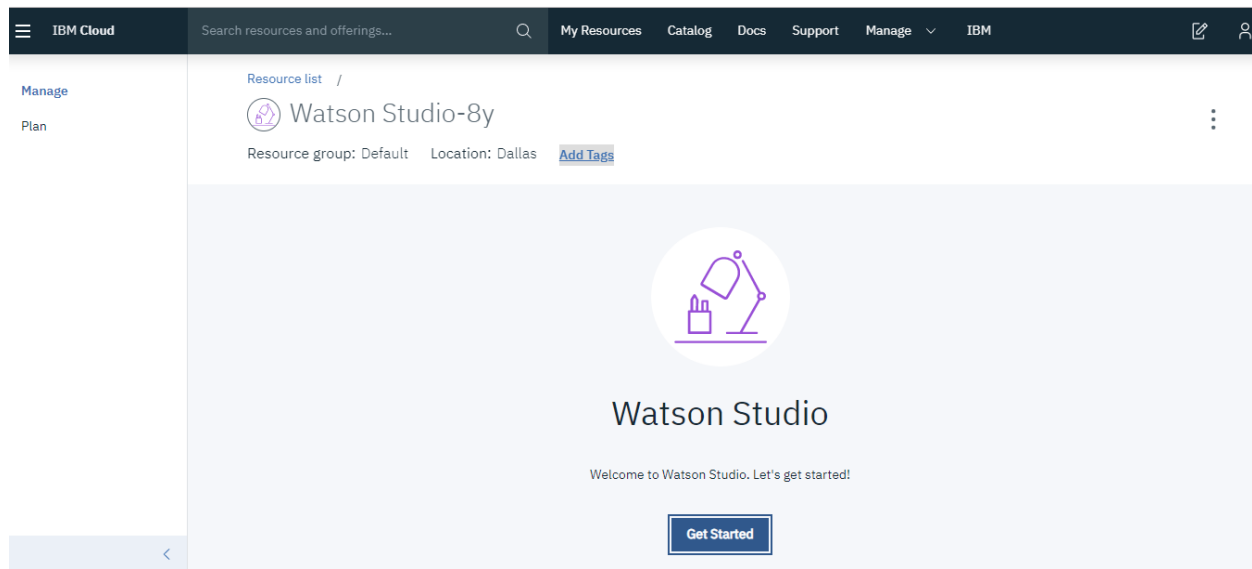 IBM Cloud Search resources and offerings... My Resources Catalog Docs Support Manage IBM
Manage
Plan
Resource list /
Watson Studio-8y
Resource group: Default Location: Dallas Add Tags
Watson Studio
Welcome to Watson Studio. Let's get started!
Get Started